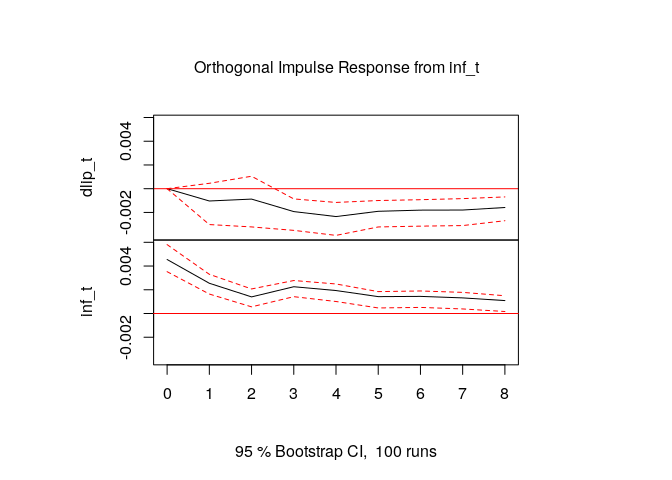 Orthogonal Impulse Response from inf_t
dlip_t
0.004
-0.002
inf_t
0.004
-0.002
0 1 2 3 4 5 6 7 8
95 % Bootstrap CI, 100 runs